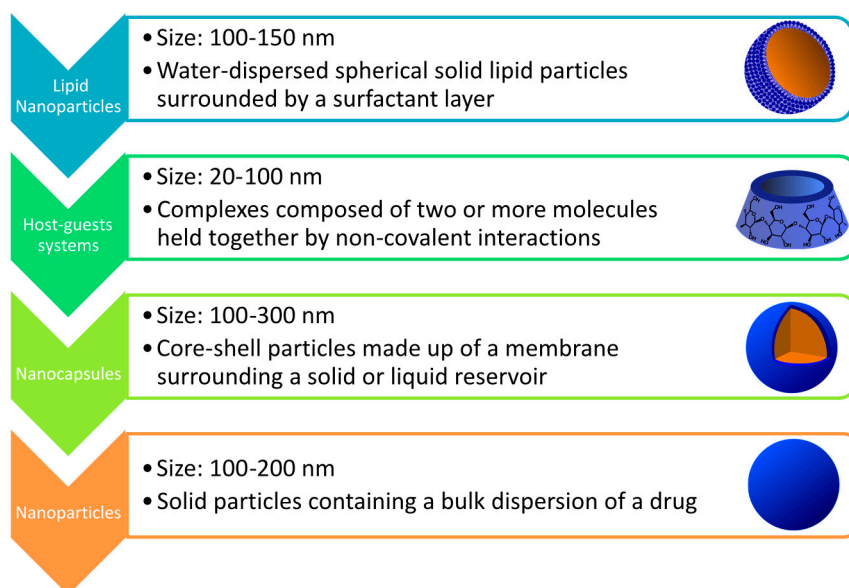 Lipid
Nanoparticles
• Size: 100-150 nm
• Water-dispersed spherical solid lipid particles
surrounded by a surfactant layer
Host-guests
systems
• Size: 20-100 nm
• Complexes composed of two or more molecules
held together by non-covalent interactions
Nanocapsules
• Size: 100-300 nm
• Core-shell particles made up of a membrane
surrounding a solid or liquid reservoir
Nanoparticles
• Size: 100-200 nm
• Solid particles containing a bulk dispersion of a drug